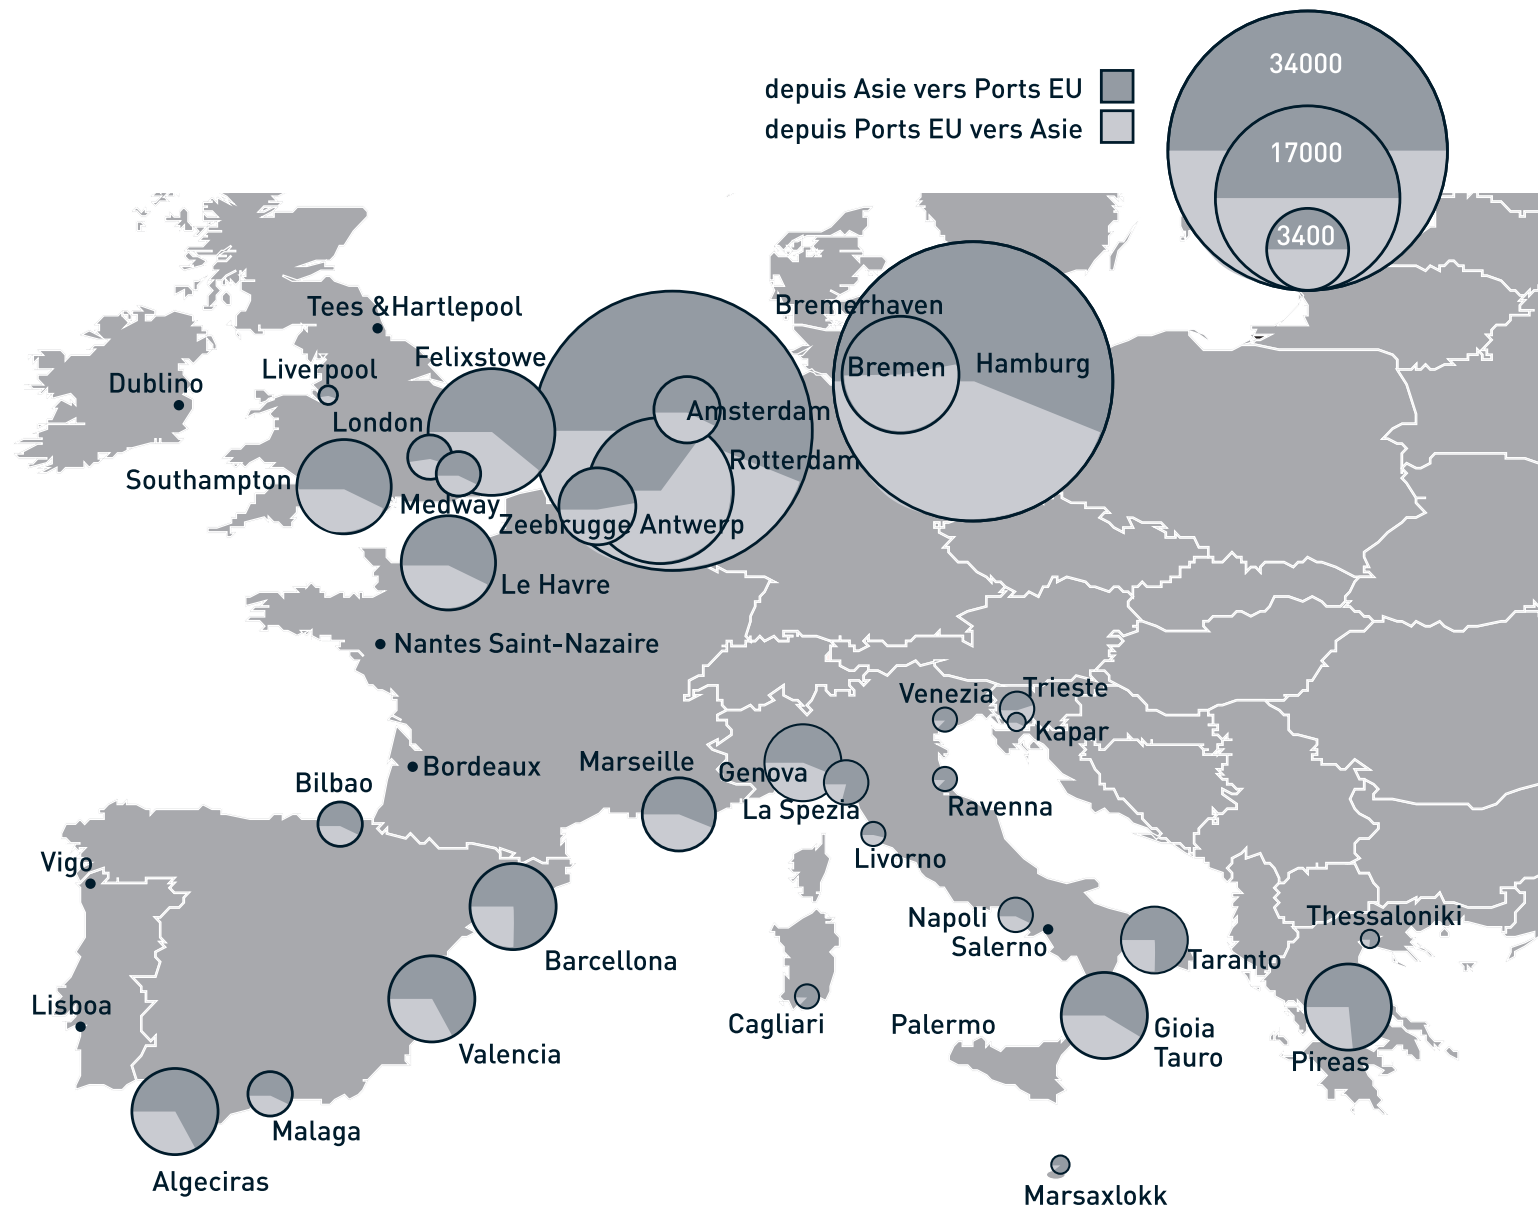 34000
depuis Asie vers Ports EU
depuis Ports EU vers Asie
17000
3400
Tees &Hartlepool
Bremerhaven
Felixstowe
Liverpool
Dublino
Bremen
Hamburg
London
Amsterdam
Southampton
Rotterdam
Medway
Zeebrugge
Antwerp
Le Havre
Nantes Saint-Nazaire
Venezia
Trieste
Kapar
Marseille
Genova
Bordeaux
Bilbao
La Spezia
Ravenna
Livorno
Vigo
Napoli
Thessaloniki
Salerno
Taranto
Barcellona
Lisboa
Cagliari
Palermo
Gioia
Tauro
Valencia
Pireas
Malaga
Algeciras
Marsaxlokk